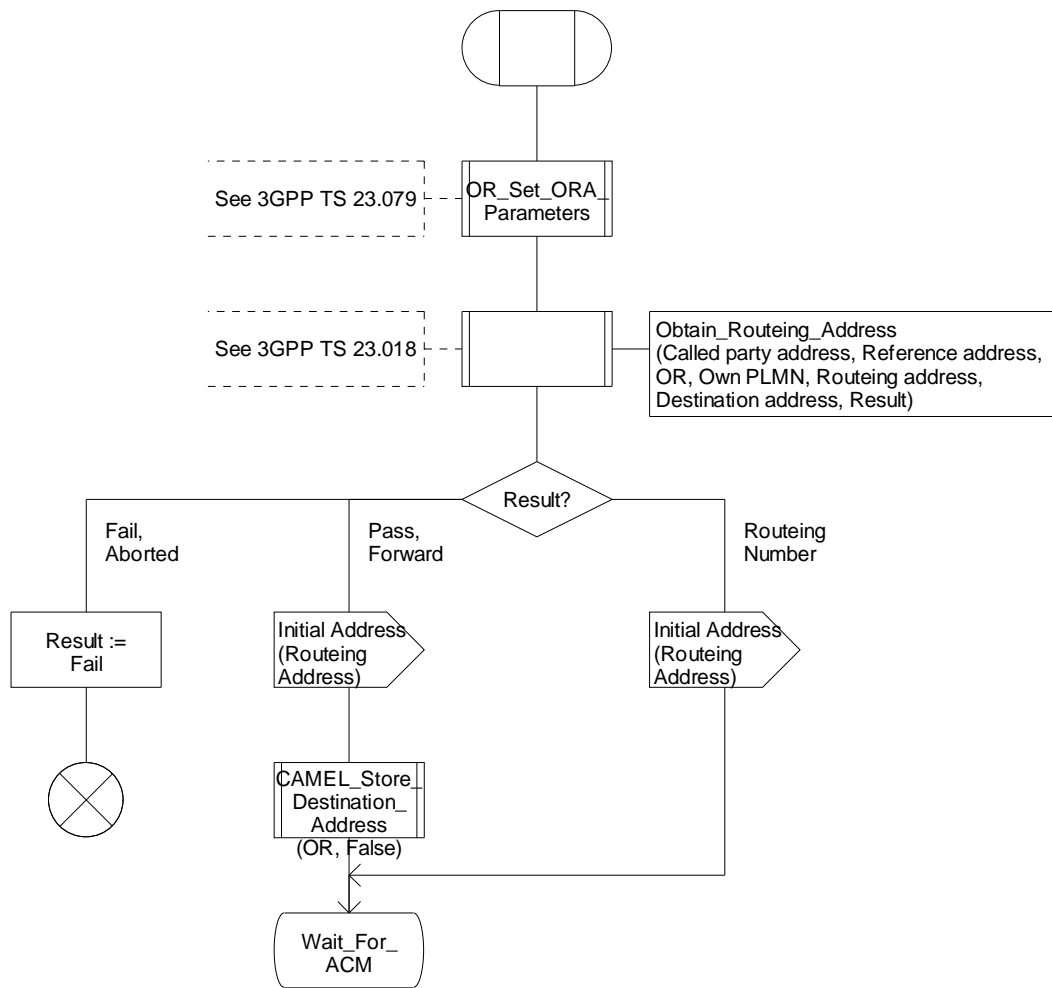 See 3GPP TS 23.079
OR_Set_ORA_
Parameters
See 3GPP TS 23.018
Obtain_Routeing_Address
(Called party address, Reference address,
OR, Own PLMN, Routeing address,
Destination address, Result)
Result?
Fail,
Aborted
Pass,
Forward
Routeing
Number
Result :=
Fail
Initial Address
(Routeing
Address)
Initial Address
(Routeing
Address)
CAMEL_Store_
Destination_
Address
(OR, False)
Wait_For_
ACM